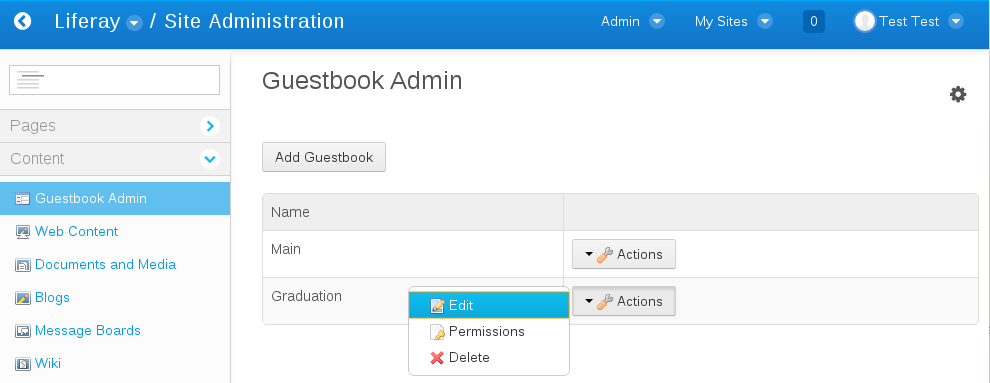 Liferay / Site Administration Admin My Sites 0 Test Test
Guestbook Admin
Pages
Content
Add Guestbook
Guestbook Admin
Web Content
Documents and Media
Blogs
Message Boards
Wiki
Name
Main Actions
Graduation Actions
Edit
Permissions
Delete